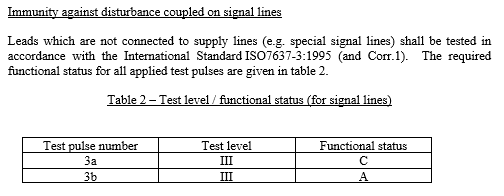 Immunity against disturbance coupled on signal lines
Leads which are not connected to supply lines (e.g. special signal lines) shall be tested in
accordance with the International Standard ISO7637-3:1995 (and Corr.1). The required
functional status for all applied test pulses are given in table 2.
Table 2 – Test level / functional status (for signal lines)
Test pulse number Test level Functional status
3a III C
3b III A